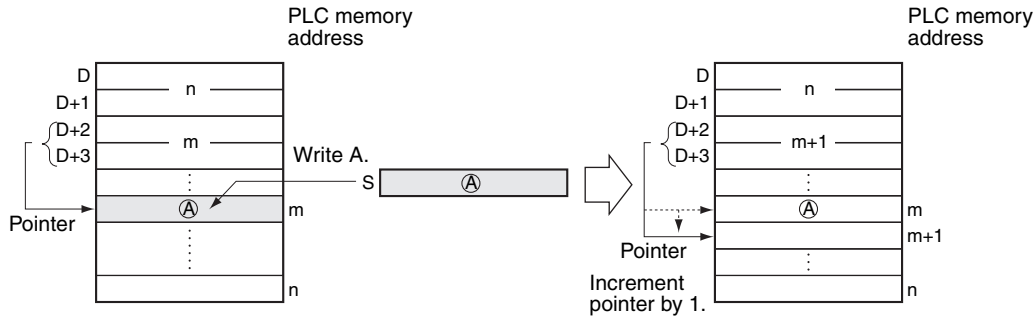 PLC memory
address
D
n
D+1
D+2
m
D+3
Write A.
S
A
A
m
Pointer
n
PLC memory
address
D
n
D+1
D+2
m+1
D+3
A
m
m+1
Pointer
Increment
pointer by 1.
n